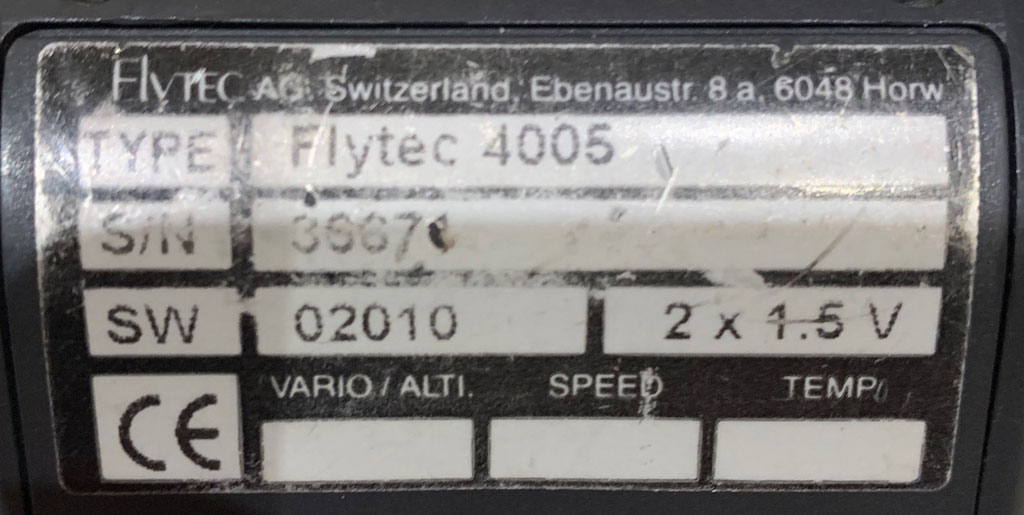 FLYTEC AG. Switzerland, Ebenaustr. 8 a, 6048 Horw
TYPE Flytec 4005
S/N
SW 02010 2 x 1.5 V
CE VARIO / ALTI. SPEED TEMP.